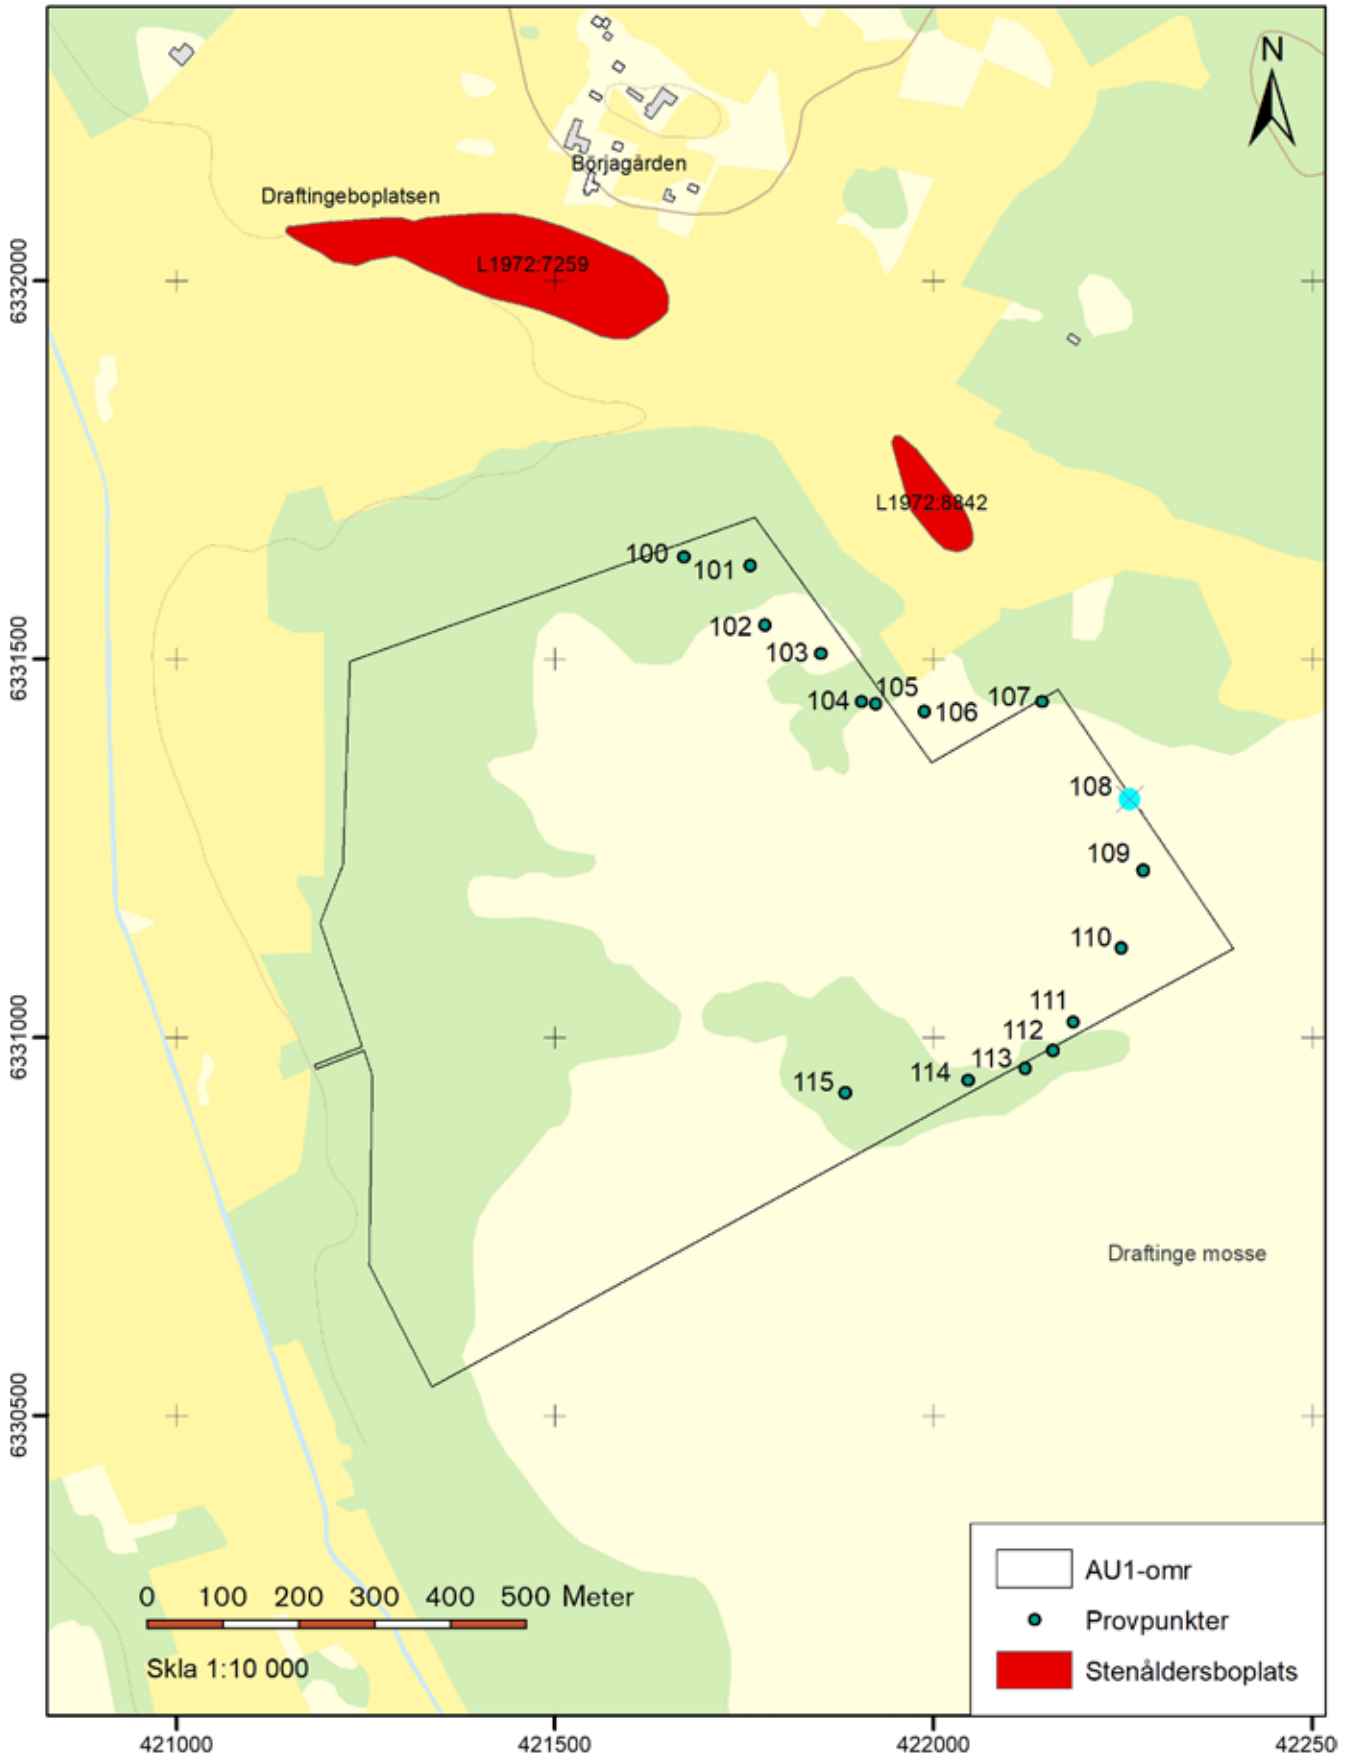 N
Börjagården
Draftingeboplatsen
L1972:7259
L1972:8842
100
101
102
103
104
105
106
107
108
109
110
111
112
113
114
115
Draftinge mosse
6332000
6331500
6331000
6330500
0 100 200 300 400 500 Meter
Skla 1:10 000
AU1-omr
Provpunkter
Stenåldersboplats
421000 421500 422000 42250